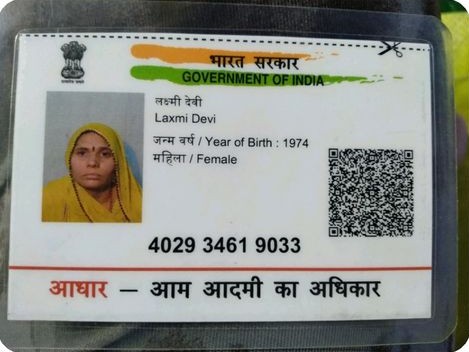 भारत सरकार
GOVERNMENT OF INDIA
लक्ष्मी देवी
Laxmi Devi
जन्म वर्ष / Year of Birth : 1974
महिला / Female
4029 3461 9033
आधार — आम आदमी का अधिकार